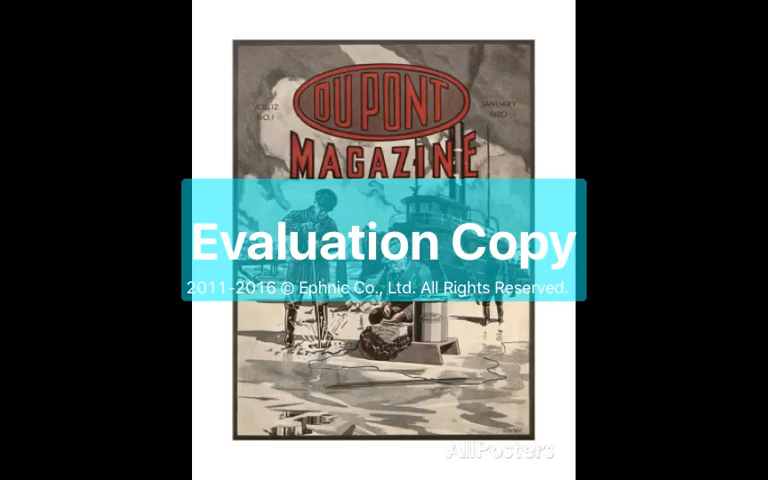 DU PONT
VOL.12
NO.1
JANUARY
1920
MAGAZINE
Evaluation Copy
2011-2016 © Ephnic Co., Ltd. All Rights Reserved.
AllPosters